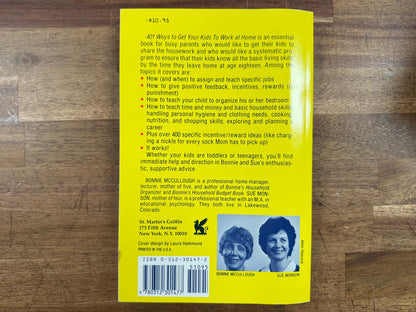 $10.95
401 Ways to Get Your Kids To Work at Home is an essential
book for busy parents who would like to get their kids to
share the housework and who would like a systematic pro-
gram to ensure that their kids know all the basic living skills
by the time they leave home at age eighteen. Among the
topics it covers are:
• How (and when) to assign and teach specific jobs
• How to give positive feedback, incentives, rewards (or
punishment)
• How to teach your child to organize his or her bedroom
• How to teach time and money and basic household skills:
handling personal hygiene and clothing needs, cooking,
nutrition, and shopping skills; exploring and planning a
career
• Plus over 400 specific incentive/reward ideas (like charg-
ing a nickle for every sock Mom has to pick up)
• It works!
Whether your kids are toddlers or teenagers, you'll find
immediate help and direction in Bonnie and Sue's enthusias-
tic, supportive advice.
BONNIE MCCULLOUGH is a professional home-manager,
lecturer, mother of five, and author of Bonnie's Household
Organizer and Bonnie's Household Budget Book. SUE MON-
SON, mother of four, is a professional teacher with an M.A. in
educational psychology. They both live in Lakewood,
Colorado.
St. Martin's Griffin
175 Fifth Avenue
New York, N.Y. 10010
Cover design by Laura Hammond
PRINTED IN THE U.S.A.
ISBN 0-312-30147-2
51095
9 780312 301477
BONNIE MCCULLOUGH
SUE MONSON